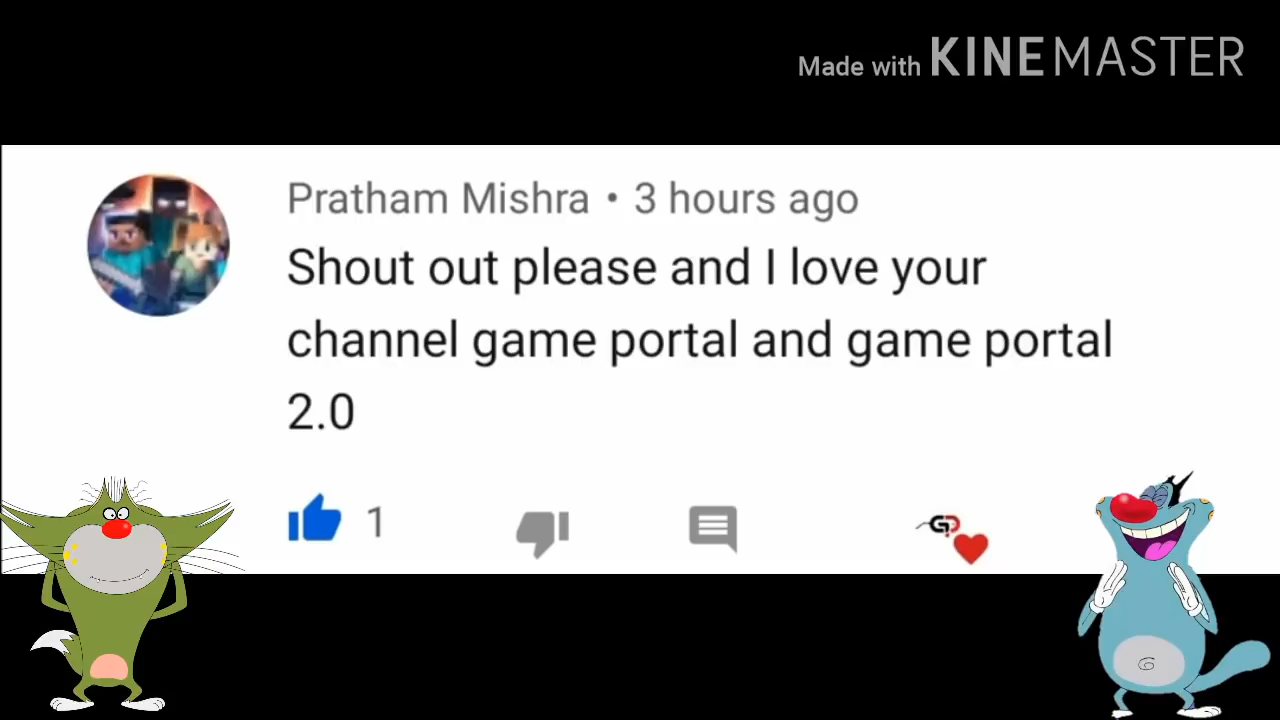 Made with KINEMASTER
Pratham Mishra • 3 hours ago
Shout out please and I love your
channel game portal and game portal
2.0
1
GP